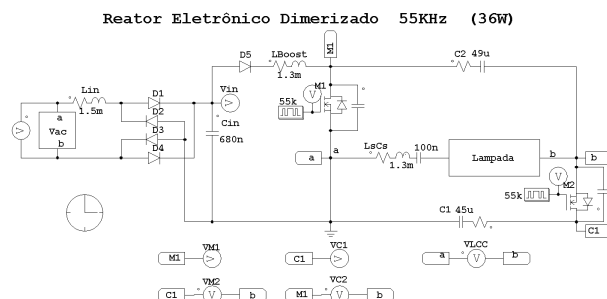 Reator Eletrônico Dimerizado 55KHz (36W)
M1
D5 LBoost C2 49u
1.3m
Lin D1 Vin M1
V
1.5m D2 55k
a Cin
V Vac D3 680n
b D4
a a LsCs 100n Lampada b b
1.3m
V
55k M2
C1 45u
C1
VM1 VC1 VLCC
M1 V C1 V a V b
VM2 VC2
C1 V b M1 V b